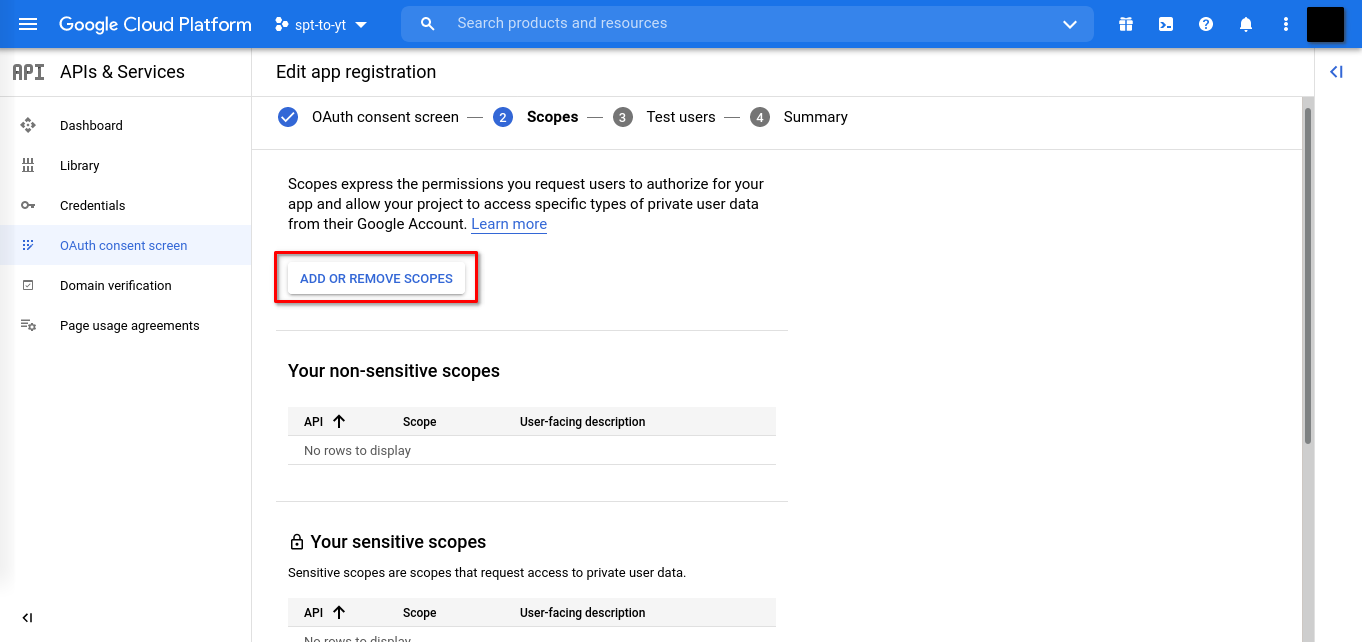 Google Cloud Platform
spt-to-yt
Search products and resources
API
APIs & Services
Edit app registration
Dashboard
Library
Credentials
OAuth consent screen
Domain verification
Page usage agreements
OAuth consent screen — 2 Scopes — 3 Test users — 4 Summary
Scopes express the permissions you request users to authorize for your
app and allow your project to access specific types of private user data
from their Google Account. Learn more
ADD OR REMOVE SCOPES
Your non-sensitive scopes
API Scope User-facing description
No rows to display
Your sensitive scopes
Sensitive scopes are scopes that request access to private user data.
API Scope User-facing description
No rows to display